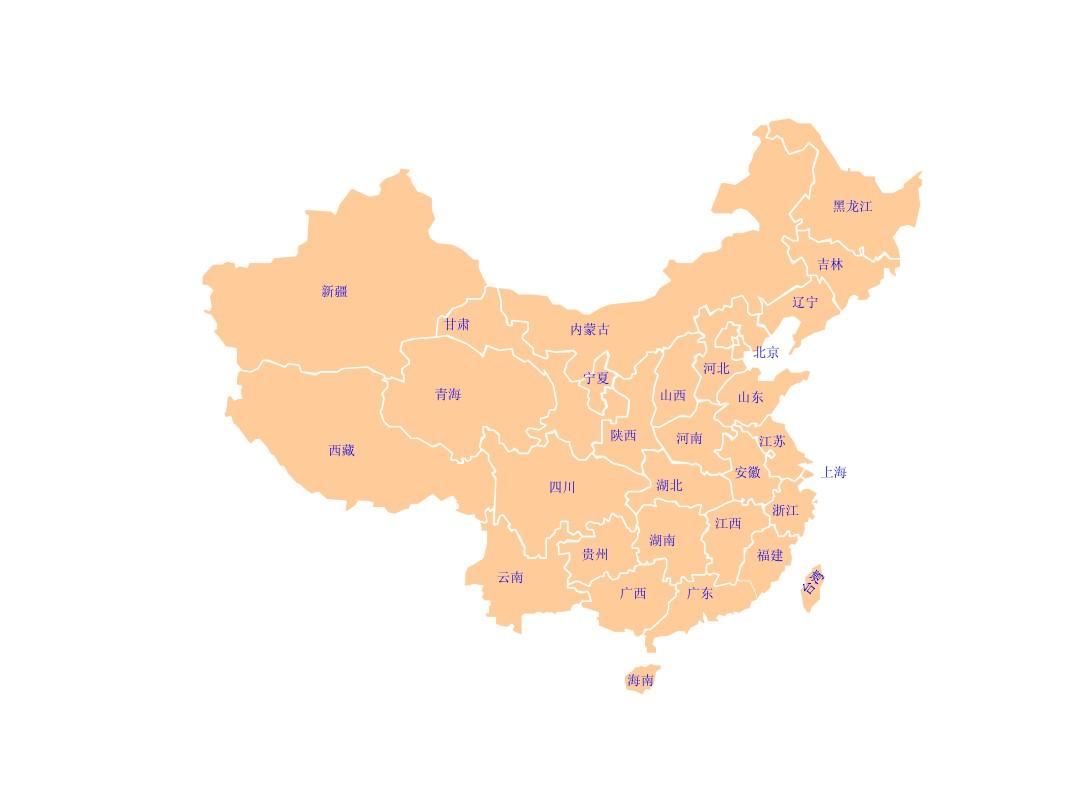 黑龙江
吉林
新疆
辽宁
甘肃
内蒙古
北京
河北
宁夏
青海
山西
山东
陕西
河南
江苏
西藏
安徽
上海
四川
湖北
浙江
江西
湖南
贵州
福建
云南
台湾
广西
广东
海南